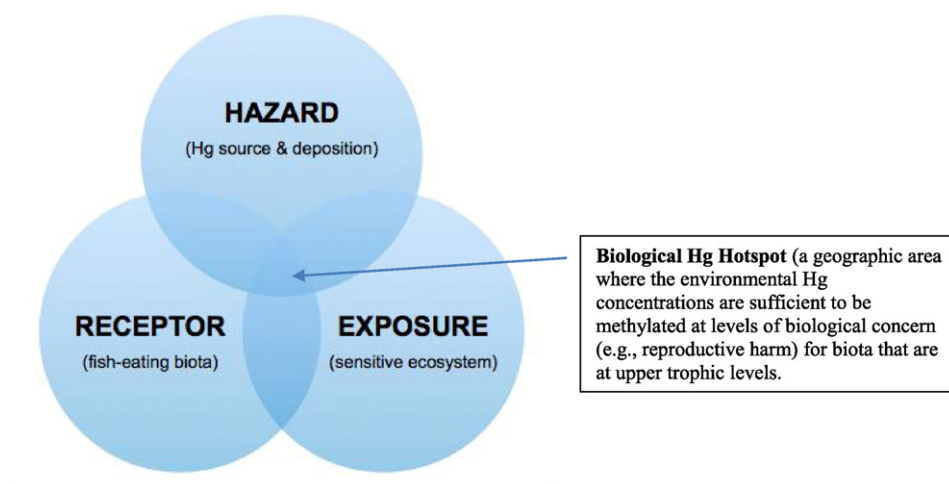 HAZARD
(Hg source & deposition)
RECEPTOR
(fish-eating biota)
EXPOSURE
(sensitive ecosystem)
Biological Hg Hotspot (a geographic area
where the environmental Hg
concentrations are sufficient to be
methylated at levels of biological concern
(e.g., reproductive harm) for biota that are
at upper trophic levels.